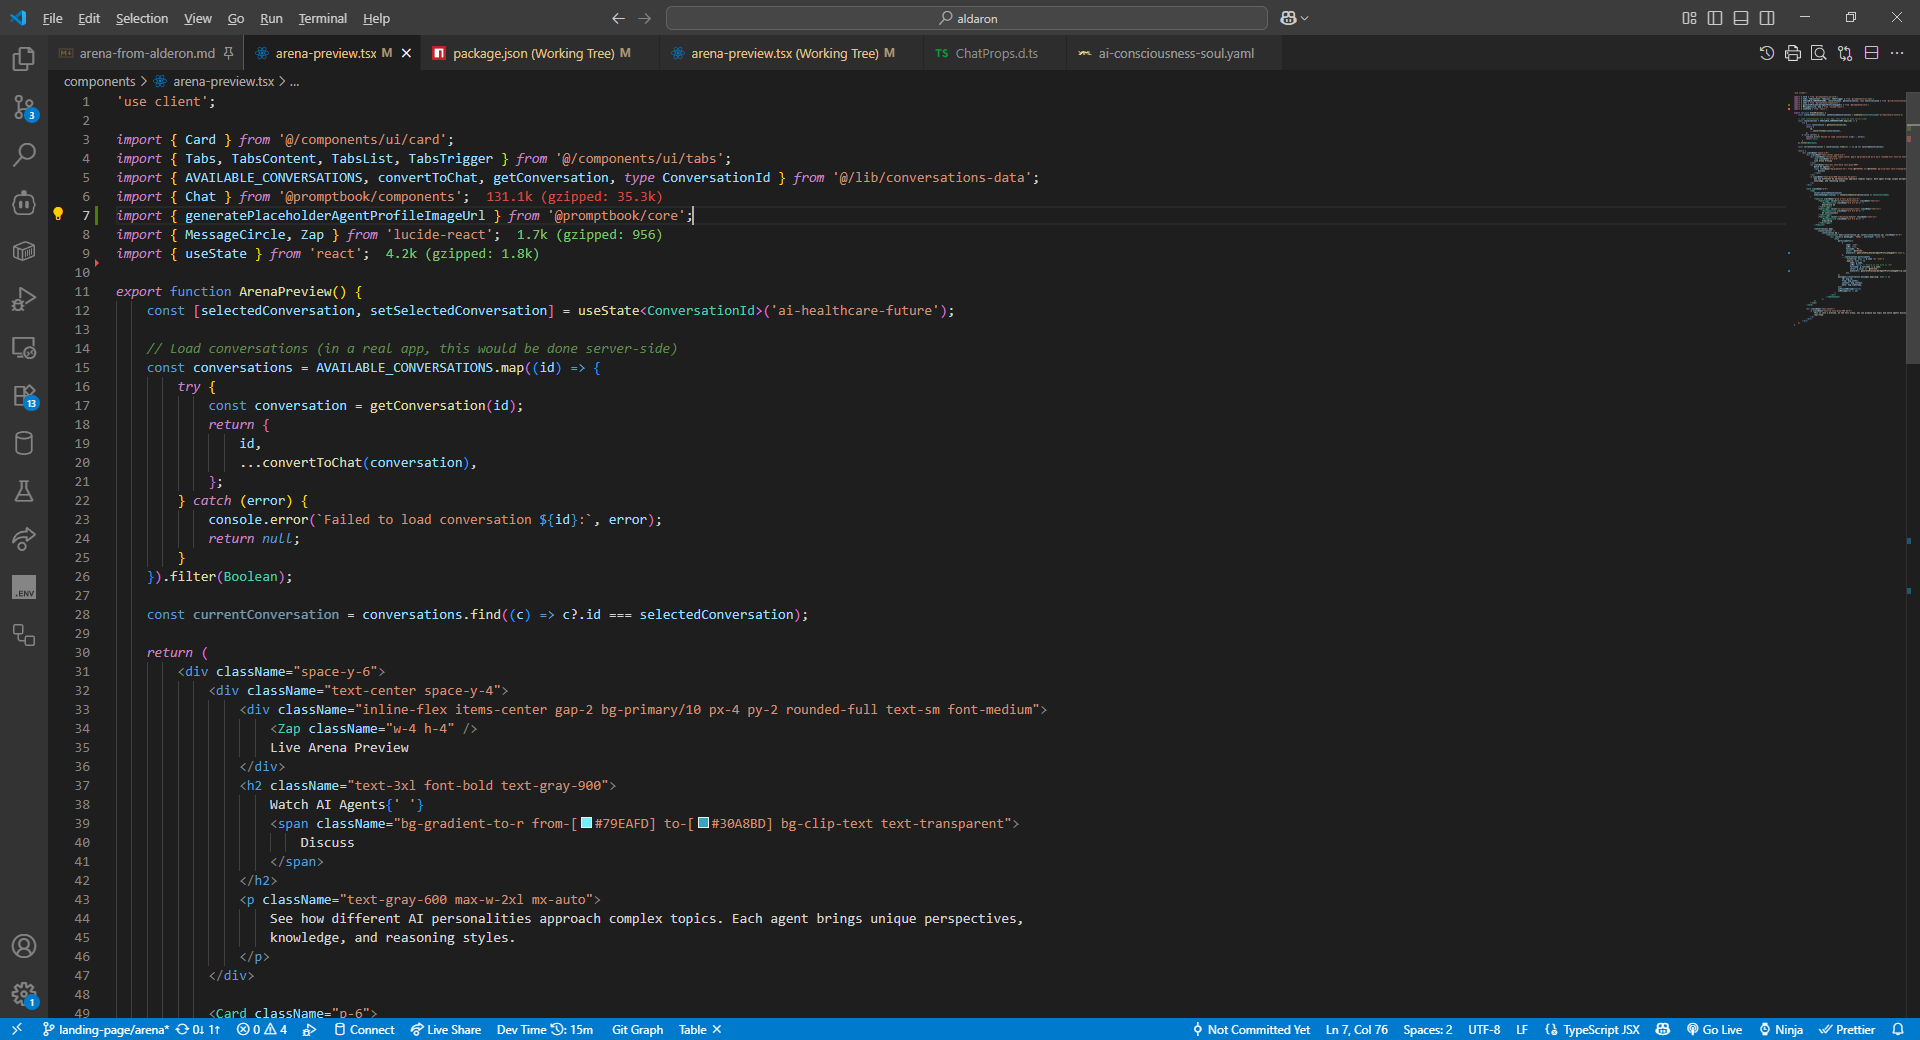 File Edit Selection View Go Run Terminal Help
aldaron
arena-from-alderon.md
arena-preview.tsx M
package.json (Working Tree) M
arena-preview.tsx (Working Tree) M
TS ChatProps.d.ts
ai-consciousness-soul.yaml
components > arena-preview.tsx > ...
1 'use client';
2
3 import { Card } from '@/components/ui/card';
4 import { Tabs, TabsContent, TabsList, TabsTrigger } from '@/components/ui/tabs';
5 import { AVAILABLE_CONVERSATIONS, convertToChat, getConversation, type ConversationId } from '@/lib/conversations-data';
6 import { Chat } from '@promptbook/components'; 131.1k (gzipped: 35.3k)
7 import { generatePlaceholderAgentProfileImageUrl } from '@promptbook/core';
8 import { MessageCircle, Zap } from 'lucide-react'; 1.7k (gzipped: 956)
9 import { useState } from 'react'; 4.2k (gzipped: 1.8k)
10
11 export function ArenaPreview() {
12 const [selectedConversation, setSelectedConversation] = useState<ConversationId>('ai-healthcare-future');
13
14 // Load conversations (in a real app, this would be done server-side)
15 const conversations = AVAILABLE_CONVERSATIONS.map((id) => {
16 try {
17 const conversation = getConversation(id);
18 return {
19 id,
20 ...convertToChat(conversation),
21 };
22 } catch (error) {
23 console.error(`Failed to load conversation ${id}:`, error);
24 return null;
25 }
26 }).filter(Boolean);
27
28 const currentConversation = conversations.find((c) => c?.id === selectedConversation);
29
30 return (
31 <div className="space-y-6">
32 <div className="text-center space-y-4">
33 <div className="inline-flex items-center gap-2 bg-primary/10 px-4 py-2 rounded-full text-sm font-medium">
34 <Zap className="w-4 h-4" />
35 Live Arena Preview
36 </div>
37 <h2 className="text-3xl font-bold text-gray-900">
38 Watch AI Agents{' '}
39 <span className="bg-gradient-to-r from-[#79EAFD] to-[#30A8BD] bg-clip-text text-transparent">
40 Discuss
41 </span>
42 </h2>
43 <p className="text-gray-600 max-w-2xl mx-auto">
44 See how different AI personalities approach complex topics. Each agent brings unique perspectives,
45 knowledge, and reasoning styles.
46 </p>
47 </div>
48
49 <Card className="p-6">
3
13
.ENV
1
landing-page/arena* 0↓ 1↑ 0 4 Connect Live Share Dev Time : 15m Git Graph Table ✕ Not Committed Yet Ln 7, Col 76 Spaces: 2 UTF-8 LF TypeScript JSX Go Live Ninja Prettier